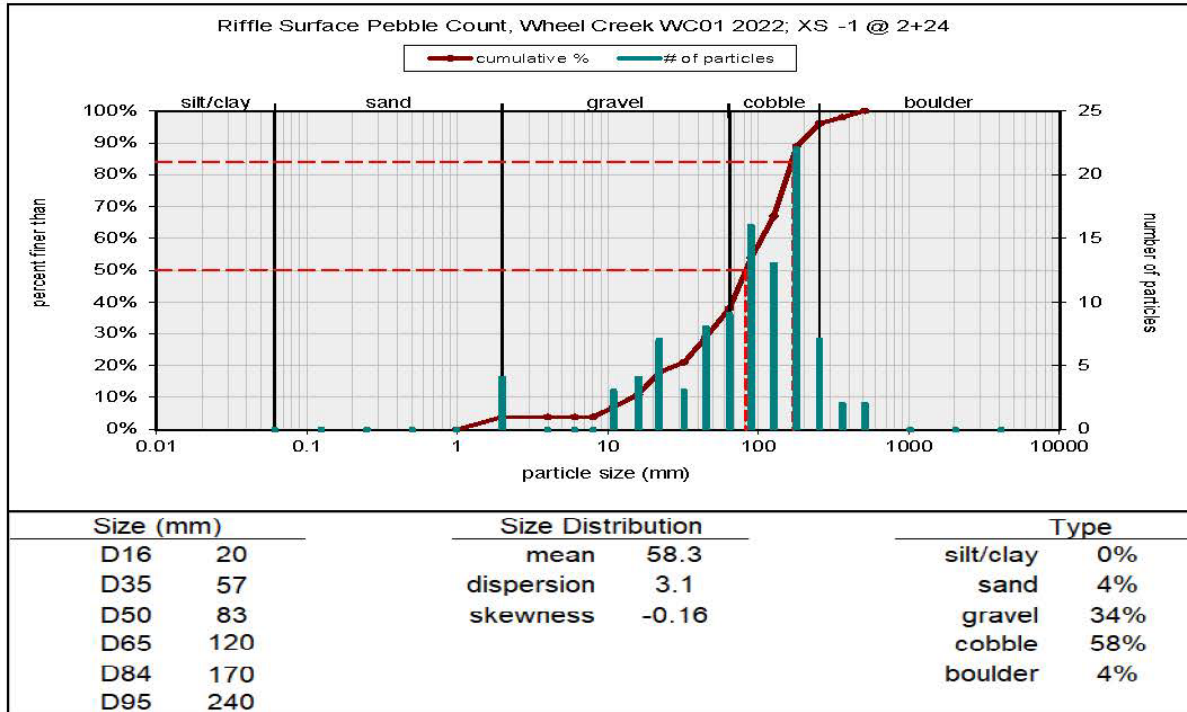 Riffle Surface Pebble Count, Wheel Creek WC01 2022; XS -1 @ 2+24
cumulative % # of particles
silt/clay sand gravel cobble boulder
100% 25
90%
80% 20
70%
60% 15
50%
40% 10
30%
20% 5
10%
0% 0
percent finer than
number of particles
0.01 0.1 1 10 100 1000 10000
particle size (mm)
Size (mm) Size Distribution Type
D16 20 mean 58.3 silt/clay 0%
D35 57 dispersion 3.1 sand 4%
D50 83 skewness -0.16 gravel 34%
D65 120 cobble 58%
D84 170 boulder 4%
D95 240